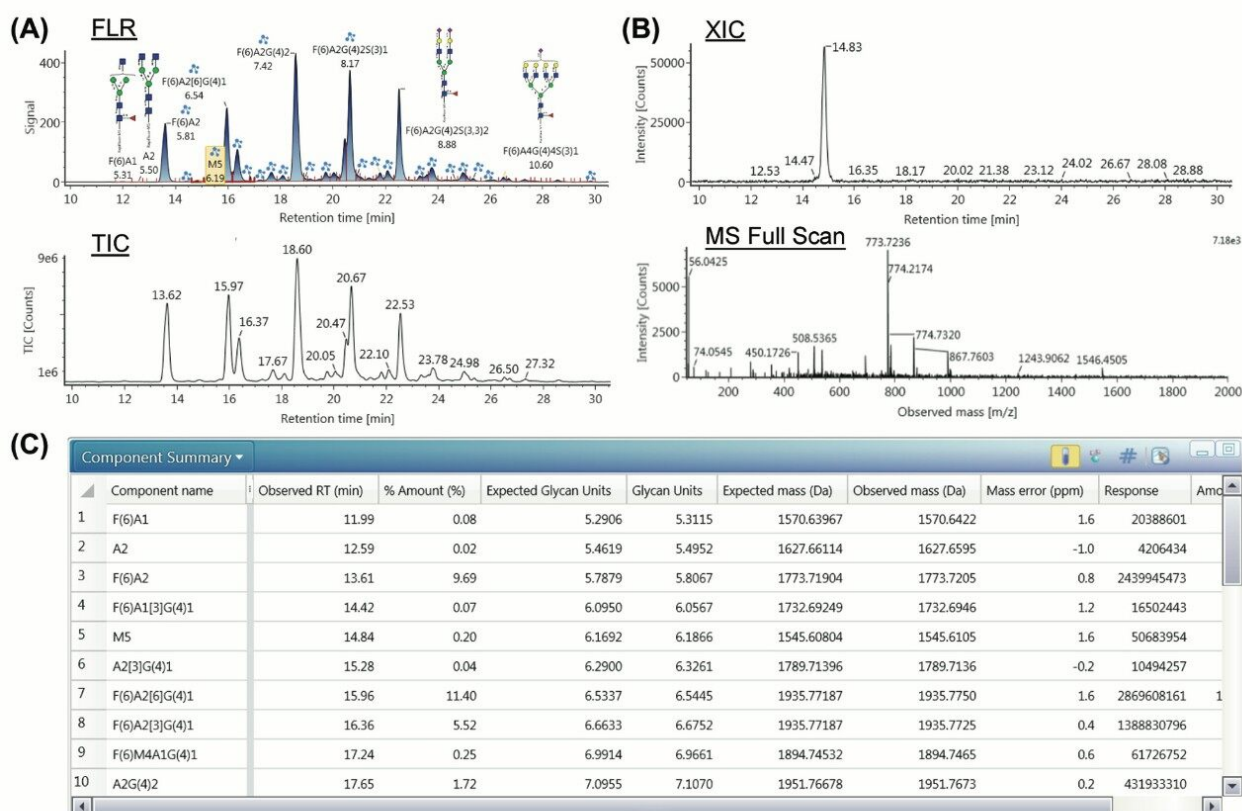 (A)
FLR
400
200
0
Signal
F(6)A1
5.31
A2
5.50
F(6)A2
5.81
M5
6.19
F(6)A2[6]G(4)1
6.54
F(6)A2G(4)2
7.42
F(6)A2G(4)2S(3)1
8.17
F(6)A2G(4)2S(3,3)2
8.88
F(6)A4G(4)4S(3)1
10.60
10 12 14 16 18 20 22 24 26 28 30
Retention time [min]
TIC
9e6
1e6
TIC [Counts]
13.62
15.97
16.37
17.67
18.60
20.05
20.47
20.67
22.10
22.53
23.78
24.98
26.50
27.32
10 12 14 16 18 20 22 24 26 28 30
Retention time [min]
(B)
XIC
50000
25000
0
Intensity [Counts]
12.53
14.47
14.83
16.35
18.17
20.02
21.38
23.12
24.02
26.67
28.08
28.88
10 12 14 16 18 20 22 24 26 28 30
Retention time [min]
MS Full Scan
7.18e3
5000
2500
0
Intensity [Counts]
56.0425
74.0545
450.1726
508.5365
773.7236
774.2174
774.7320
867.7603
1243.9062
1546.4505
200 400 600 800 1000 1200 1400 1600 1800 2000
Observed mass [m/z]
(C)
Component Summary
Component name Observed RT (min) % Amount (%) Expected Glycan Units Glycan Units Expected mass (Da) Observed mass (Da) Mass error (ppm) Response Amo
1 F(6)A1 11.99 0.08 5.2906 5.3115 1570.63967 1570.6422 1.6 20388601
2 A2 12.59 0.02 5.4619 5.4952 1627.66114 1627.6595 -1.0 4206434
3 F(6)A2 13.61 9.69 5.7879 5.8067 1773.71904 1773.7205 0.8 2439945473
4 F(6)A1[3]G(4)1 14.42 0.07 6.0950 6.0567 1732.69249 1732.6946 1.2 16502443
5 M5 14.84 0.20 6.1692 6.1866 1545.60804 1545.6105 1.6 50683954
6 A2[3]G(4)1 15.28 0.04 6.2900 6.3261 1789.71396 1789.7136 -0.2 10494257
7 F(6)A2[6]G(4)1 15.96 11.40 6.5337 6.5445 1935.77187 1935.7750 1.6 2869608161 1
8 F(6)A2[3]G(4)1 16.36 5.52 6.6633 6.6752 1935.77187 1935.7725 0.4 1388830796
9 F(6)M4A1G(4)1 17.24 0.25 6.9914 6.9661 1894.74532 1894.7465 0.6 61726752
10 A2G(4)2 17.65 1.72 7.0955 7.1070 1951.76678 1951.7673 0.2 431933310